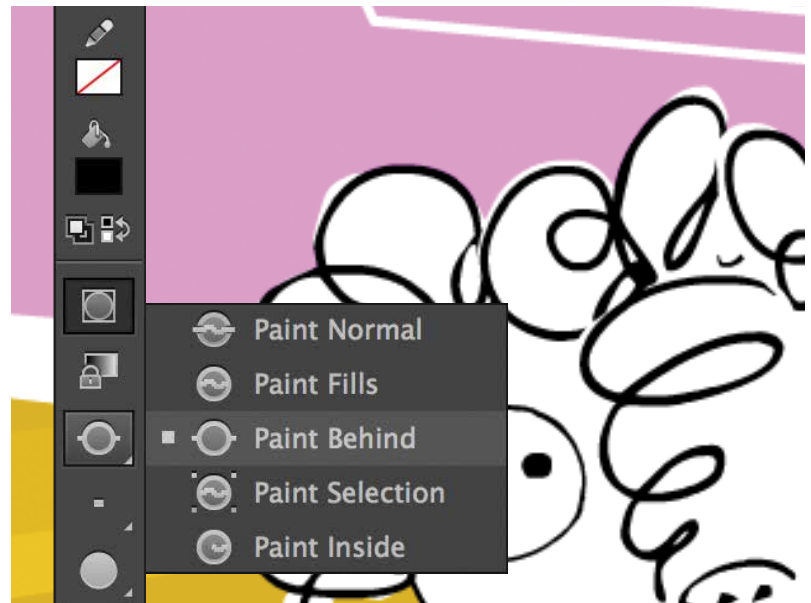 Paint Normal
Paint Fills
Paint Behind
Paint Selection
Paint Inside